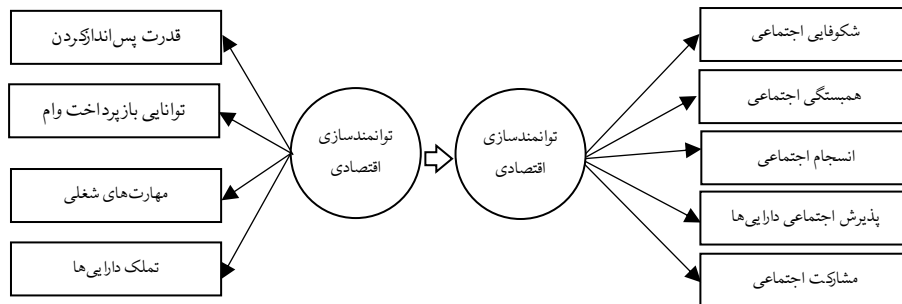 شکوفایی اجتماعی
همبستگی اجتماعی
انسجام اجتماعی
پذیرش اجتماعی دارایی‌ها
مشارکت اجتماعی
توانمندسازی
اقتصادی
توانمندسازی
اقتصادی
قدرت پس‌اندازکردن
توانایی بازپرداخت وام
مهارت‌های شغلی
تملک دارایی‌ها